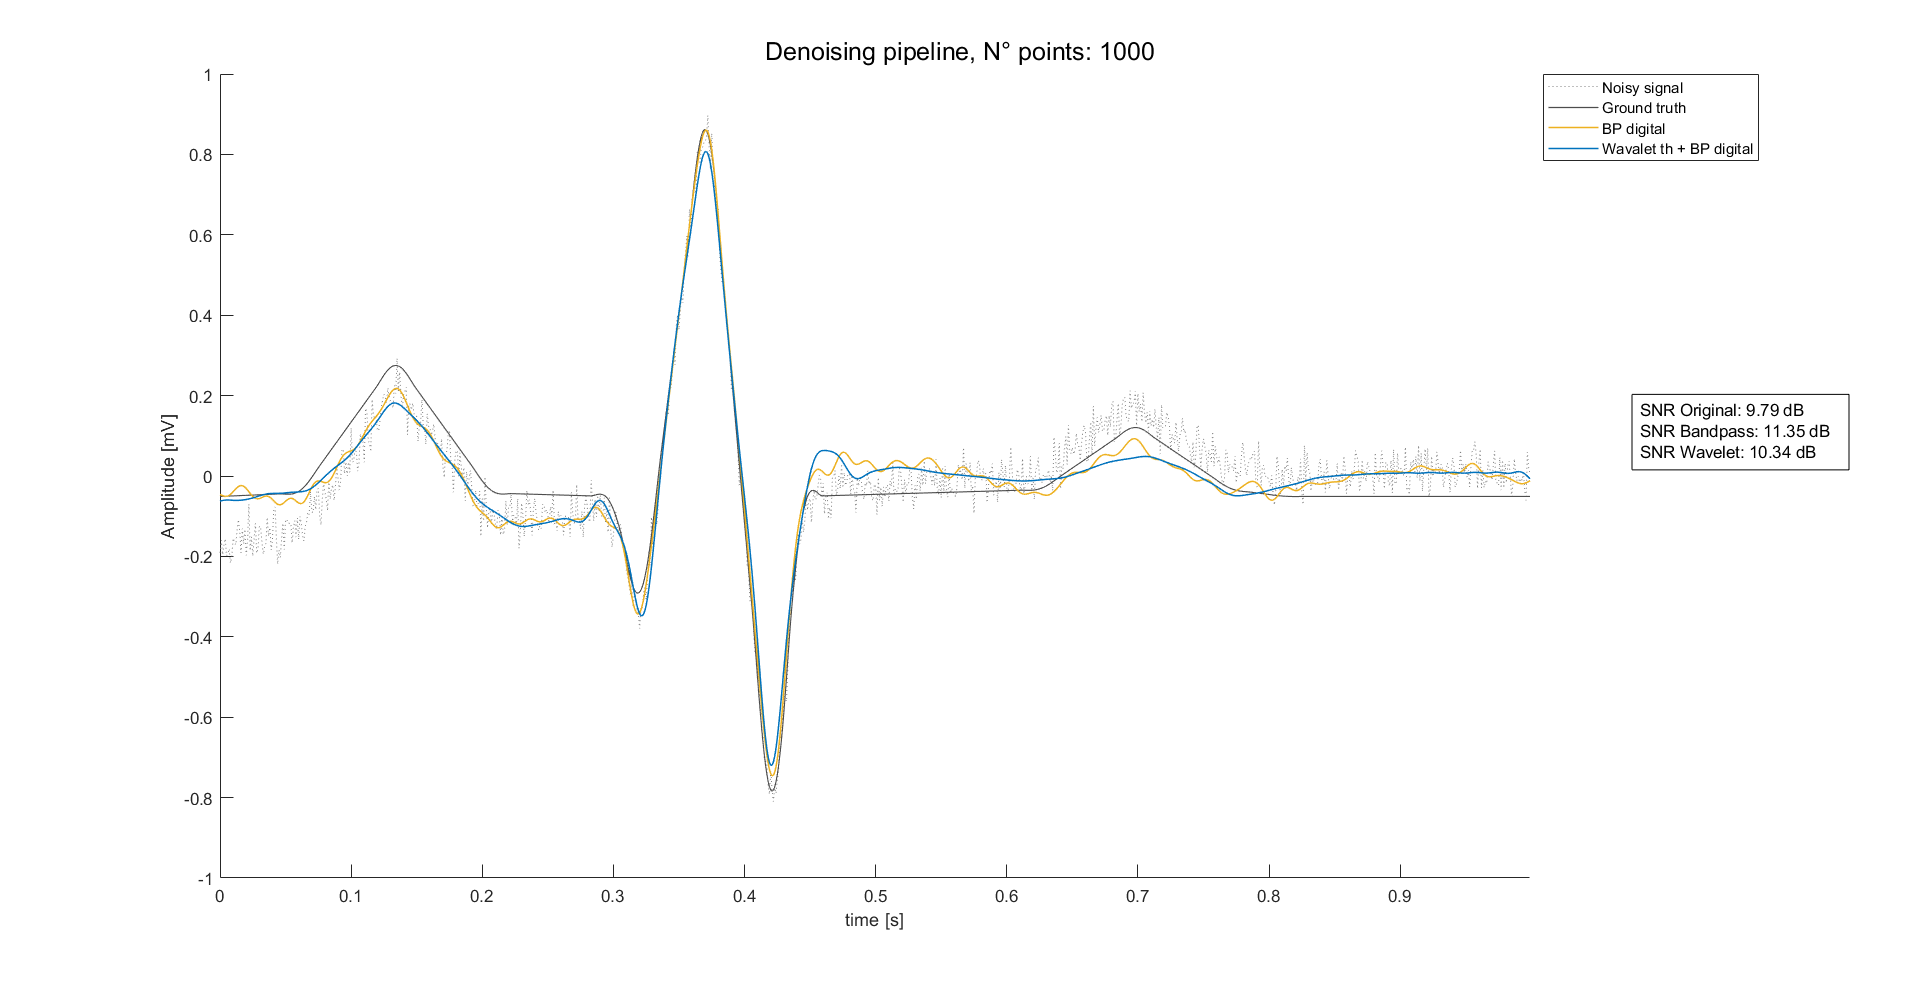 Denoising pipeline, N° points: 1000
1
0.8
0.6
0.4
0.2
0
-0.2
-0.4
-0.6
-0.8
-1
Amplitude [mV]
0
0.1
0.2
0.3
0.4
0.5
0.6
0.7
0.8
0.9
time [s]
Noisy signal
Ground truth
BP digital
Wavalet th + BP digital
SNR Original: 9.79 dB
SNR Bandpass: 11.35 dB
SNR Wavelet: 10.34 dB